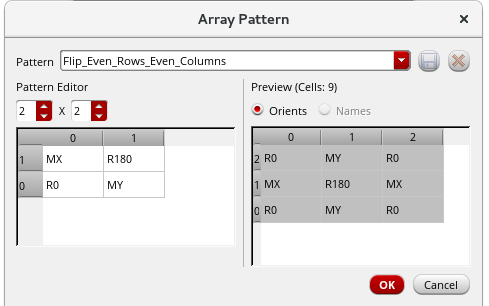 Array Pattern
Pattern Flip_Even_Rows_Even_Columns
Pattern Editor
2 X 2
0 1
1 MX R180
0 R0 MY
Preview (Cells: 9)
Orients Names
0 1 2
2 R0 MY R0
1 MX R180 MX
0 R0 MY R0
OK Cancel